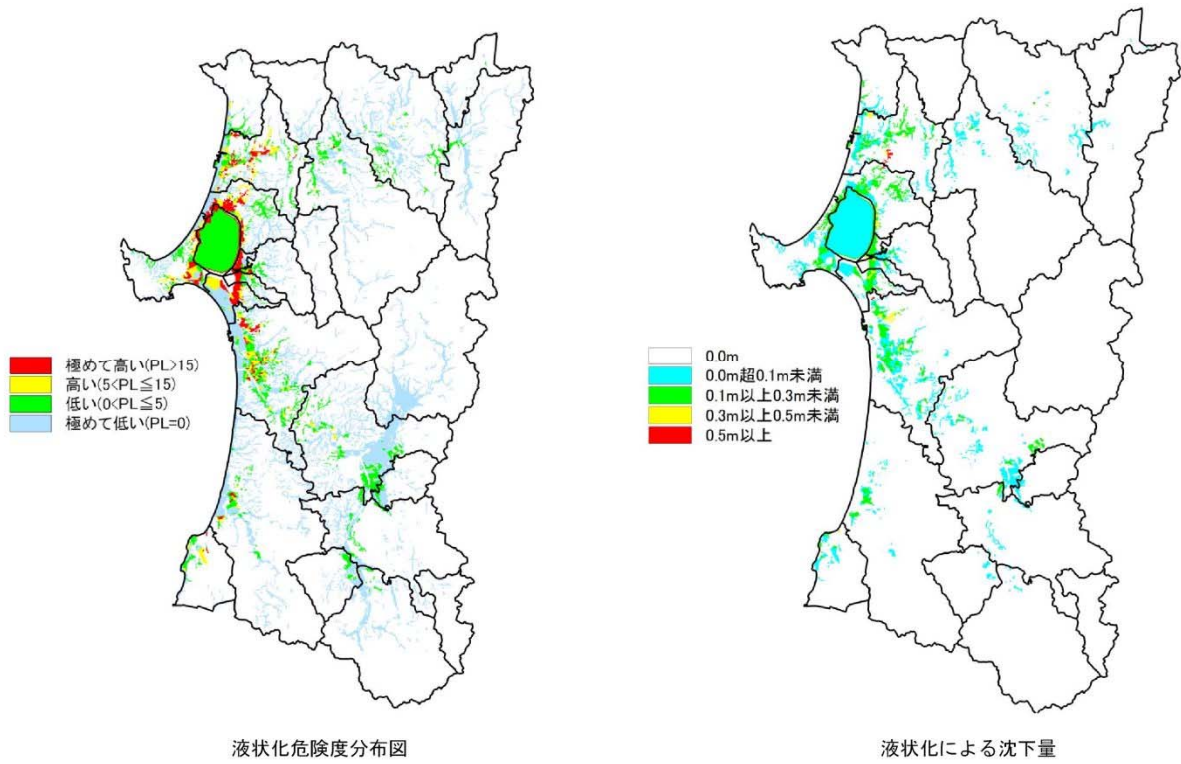 極めて高い(PL>15)
高い(5<PL≦15)
低い(0<PL≦5)
極めて低い(PL=0)
液状化危険度分布図
0.0m
0.0m超0.1m未満
0.1m以上0.3m未満
0.3m以上0.5m未満
0.5m以上
液状化による沈下量